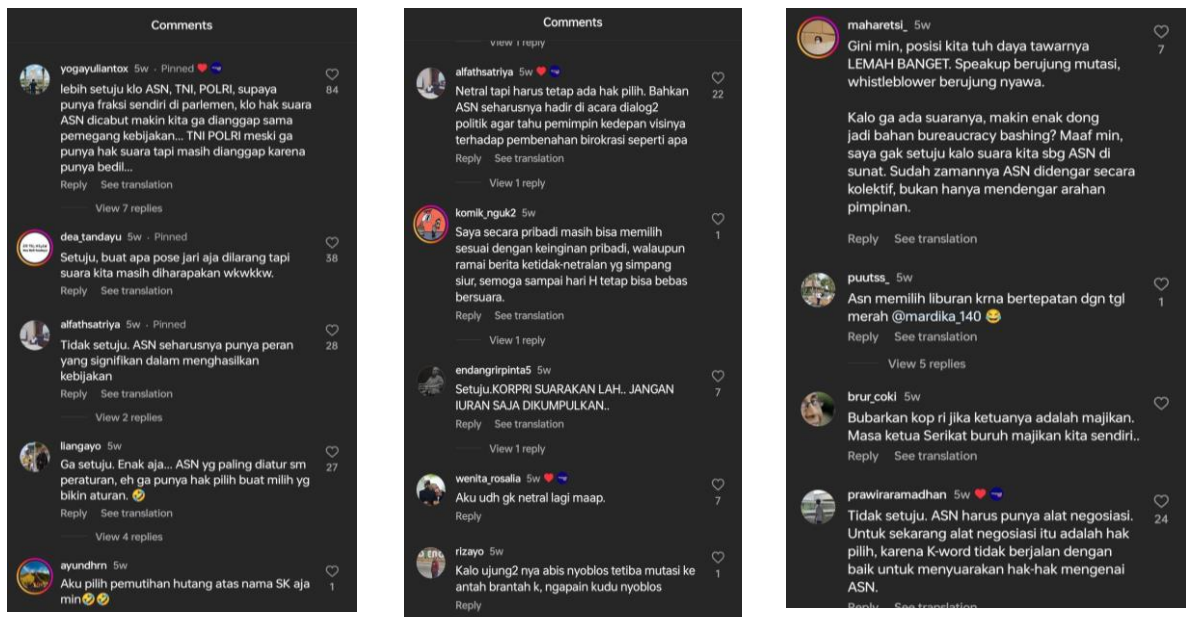 Comments
yogayuliantox 5w · Pinned ❤️
lebih setuju klo ASN, TNI, POLRI, supaya
punya fraksi sendiri di parlemen, klo hak suara
ASN dicabut makin kita ga dianggap sama
pemegang kebijakan... TNI POLRI meski ga
punya hak suara tapi masih dianggap karena
punya bedil...
84
Reply See translation
View 7 replies
dea_tandayu 5w · Pinned
Setuju, buat apa pose jari aja dilarang tapi
suara kita masih diharapakan wkwkkw.
38
Reply See translation
alfathsatriya 5w · Pinned
Tidak setuju. ASN seharusnya punya peran
yang signifikan dalam menghasilkan
kebijakan
28
Reply See translation
View 2 replies
liangayo 5w
Ga setuju. Enak aja... ASN yg paling diatur sm
peraturan, eh ga punya hak pilih buat milih yg
bikin aturan. 🤣
27
Reply See translation
View 4 replies
ayundhrn 5w
Aku pilih pemutihan hutang atas nama SK aja
min🤣🤣
1
Comments
View 1 reply
alfathsatriya 5w ❤️
Netral tapi harus tetap ada hak pilih. Bahkan
ASN seharusnya hadir di acara dialog2
politik agar tahu pemimpin kedepan visinya
terhadap pembenahan birokrasi seperti apa
22
Reply See translation
View 1 reply
komik_nguk2 5w
Saya secara pribadi masih bisa memilih
sesuai dengan keinginan pribadi, walaupun
ramai berita ketidak-netralan yg simpang
siur, semoga sampai hari H tetap bisa bebas
bersuara.
1
Reply See translation
View 1 reply
endangrirpinta5 5w
Setuju.KORPRI SUARAKAN LAH.. JANGAN
IURAN SAJA DIKUMPULKAN..
7
Reply See translation
View 1 reply
wenita_rosalia 5w ❤️
Aku udh gk netral lagi maap.
7
Reply
rizayo 5w
Kalo ujung2 nya abis nyoblos tetiba mutasi ke
antah brantah k, ngapain kudu nyoblos
1
Reply
maharetsi_ 5w
Gini min, posisi kita tuh daya tawarnya
LEMAH BANGET. Speakup berujung mutasi,
whistleblower berujung nyawa.
7
Kalo ga ada suaranya, makin enak dong
jadi bahan bureaucracy bashing? Maaf min,
saya gak setuju kalo suara kita sbg ASN di
sunat. Sudah zamannya ASN didengar secara
kolektif, bukan hanya mendengar arahan
pimpinan.
Reply See translation
puutss_ 5w
Asn memilih liburan krna bertepatan dgn tgl
merah @mardika_140 😂
1
Reply See translation
View 5 replies
brur_coki 5w
Bubarkan kop ri jika ketuanya adalah majikan.
Masa ketua Serikat buruh majikan kita sendiri..
Reply See translation
prawiraramadhan 5w ❤️
Tidak setuju. ASN harus punya alat negosiasi.
Untuk sekarang alat negosiasi itu adalah hak
pilih, karena K-word tidak berjalan dengan
baik untuk menyuarakan hak-hak mengenai
ASN.
24
Reply See translation